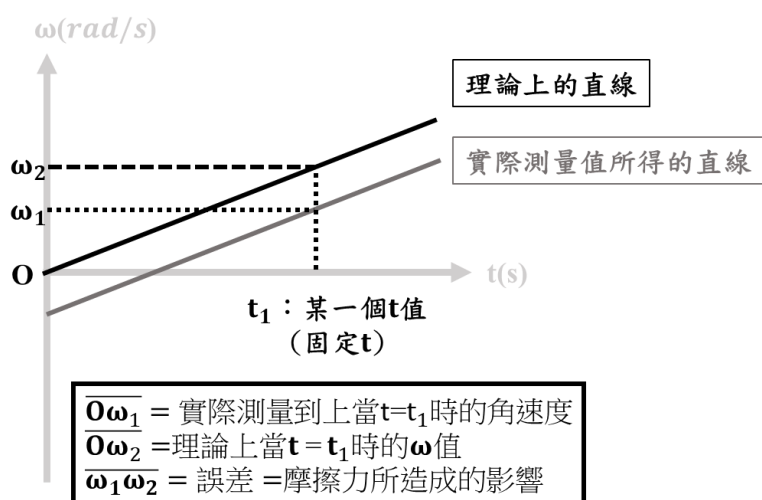 ω(rad/s)
理論上的直線
實際測量值所得的直線
ω₂
ω₁
O
t(s)
t₁：某一個t值
（固定t）
Oω₁ = 實際測量到上當t=t₁時的角速度
Oω₂ =理論上當t = t₁時的ω值
ω₁ω₂ = 誤差 =摩擦力所造成的影響